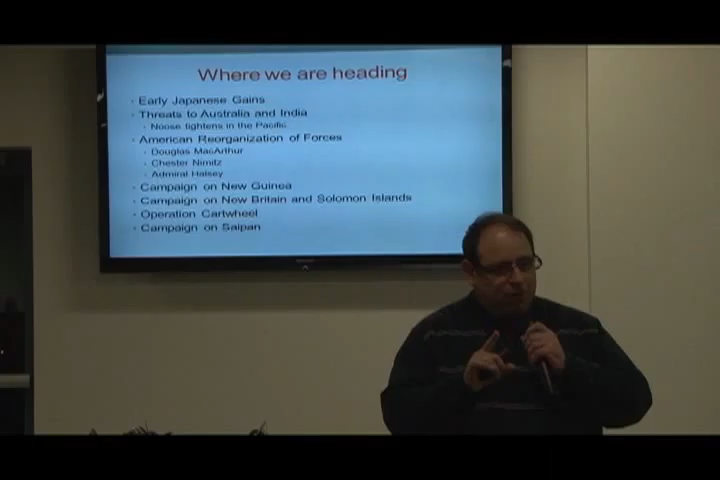 Where we are heading
• Early Japanese Gains
• Threats to Australia and India
• Noose tightens in the Pacific
• American Reorganization of Forces
• Douglas MacArthur
• Chester Nimitz
• Admiral Halsey
• Campaign on New Guinea
• Campaign on New Britain and Solomon Islands
• Operation Cartwheel
• Campaign on Saipan